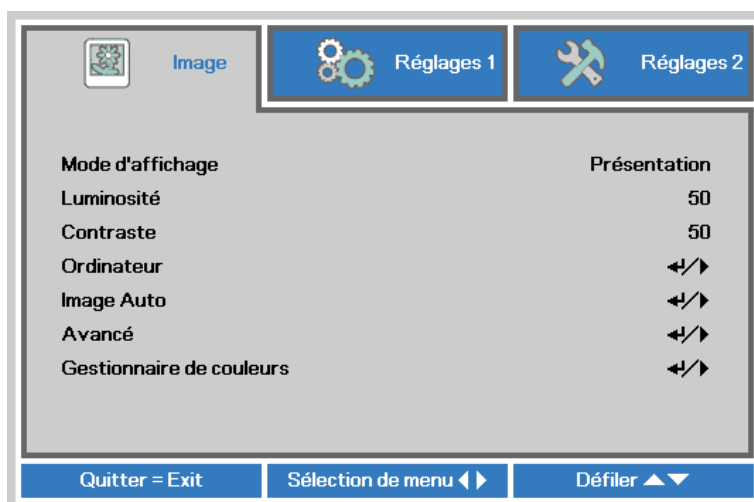 Image
Réglages 1
Réglages 2
Mode d'affichage Présentation
Luminosité 50
Contraste 50
Ordinateur
Image Auto
Avancé
Gestionnaire de couleurs
Quitter = Exit
Sélection de menu
Défiler